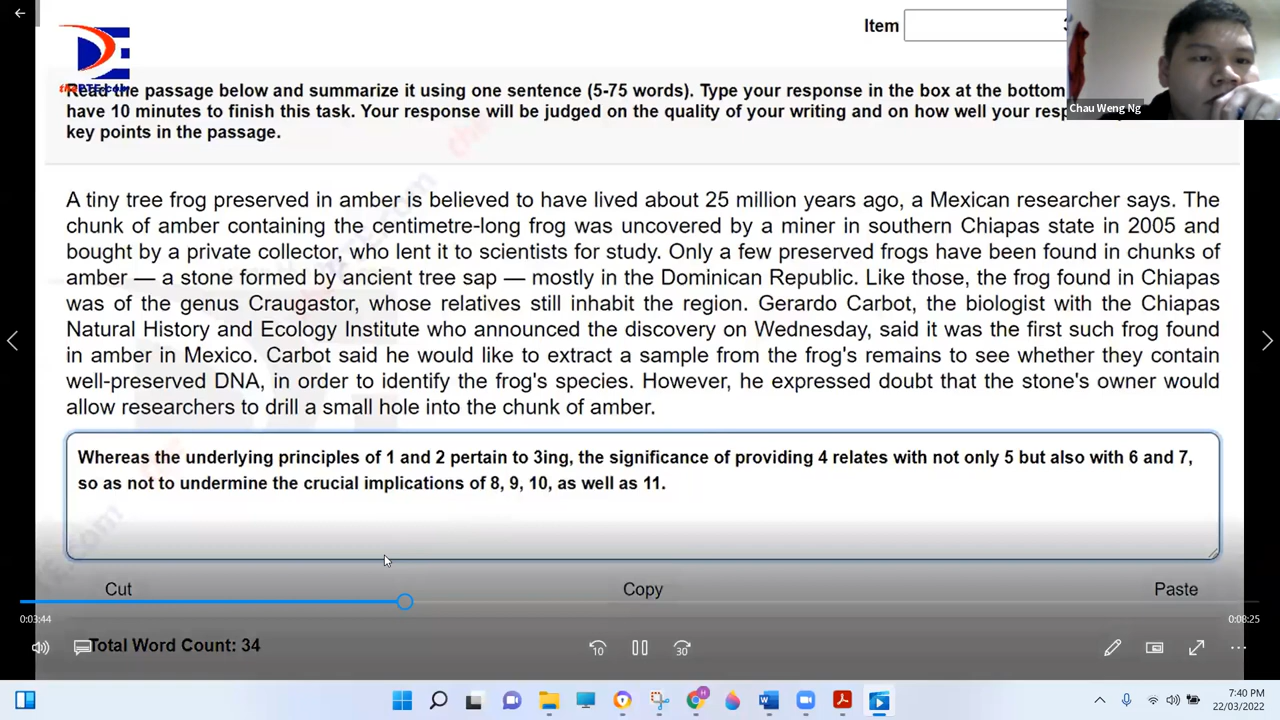 Item
Read the passage below and summarize it using one sentence (5-75 words). Type your response in the box at the bottom
have 10 minutes to finish this task. Your response will be judged on the quality of your writing and on how well your
key points in the passage.
Chau Weng Ng
A tiny tree frog preserved in amber is believed to have lived about 25 million years ago, a Mexican researcher says. The
chunk of amber containing the centimetre-long frog was uncovered by a miner in southern Chiapas state in 2005 and
bought by a private collector, who lent it to scientists for study. Only a few preserved frogs have been found in chunks of
amber — a stone formed by ancient tree sap — mostly in the Dominican Republic. Like those, the frog found in Chiapas
was of the genus Craugastor, whose relatives still inhabit the region. Gerardo Carbot, the biologist with the Chiapas
Natural History and Ecology Institute who announced the discovery on Wednesday, said it was the first such frog found
in amber in Mexico. Carbot said he would like to extract a sample from the frog's remains to see whether they contain
well-preserved DNA, in order to identify the frog's species. However, he expressed doubt that the stone's owner would
allow researchers to drill a small hole into the chunk of amber.
Whereas the underlying principles of 1 and 2 pertain to 3ing, the significance of providing 4 relates with not only 5 but also with 6 and 7,
so as not to undermine the crucial implications of 8, 9, 10, as well as 11.
Cut Copy Paste
0:03:44 0:08:25
Total Word Count: 34
10 30
7:40 PM
22/03/2022